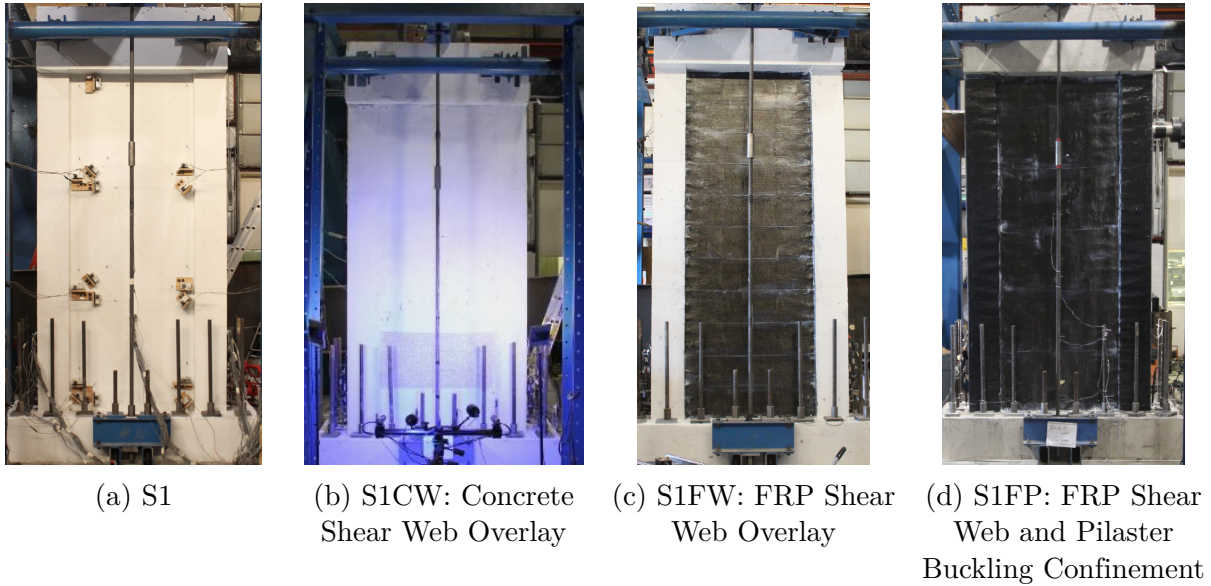 (a) S1
(b) S1CW: Concrete
Shear Web Overlay
(c) S1FW: FRP Shear
Web Overlay
(d) S1FP: FRP Shear
Web and Pilaster
Buckling Confinement